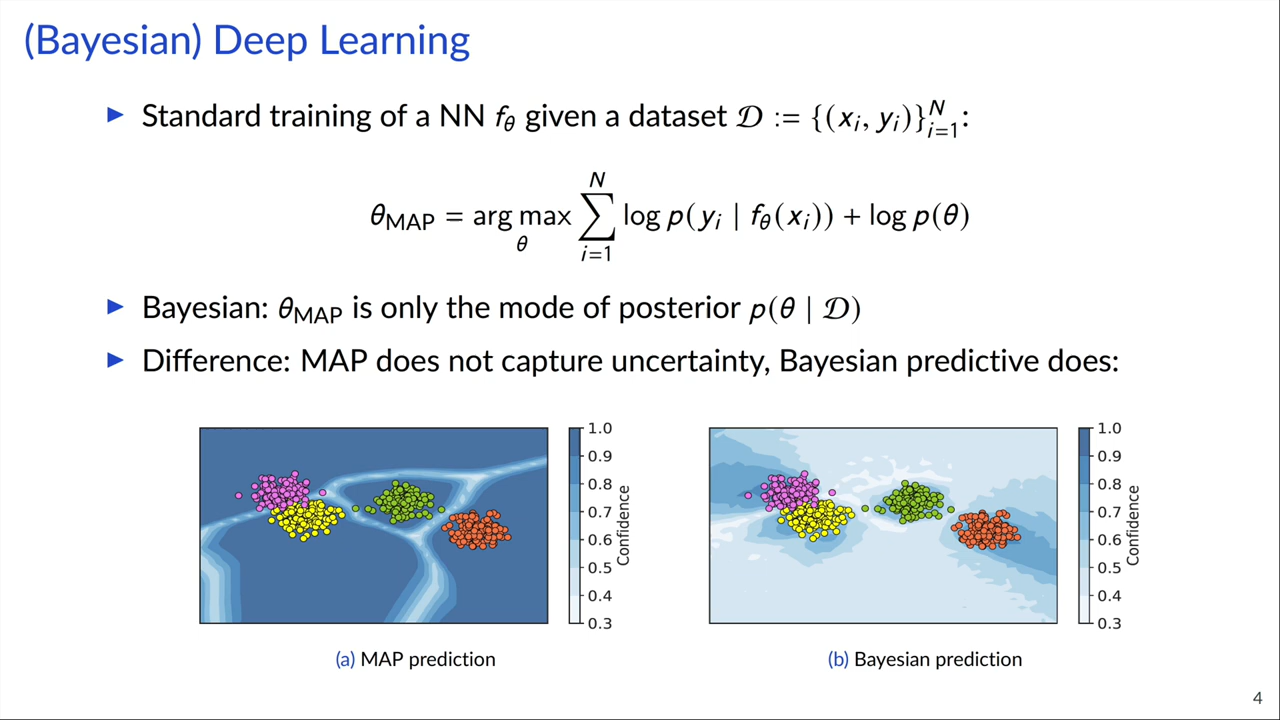 (Bayesian) Deep Learning
▶ Standard training of a NN f_θ given a dataset 𝒟 := {(x_i, y_i)}_{i=1}^N:
θ_MAP = arg max_θ ∑_{i=1}^N log p(y_i | f_θ(x_i)) + log p(θ)
▶ Bayesian: θ_MAP is only the mode of posterior p(θ | 𝒟)
▶ Difference: MAP does not capture uncertainty, Bayesian predictive does:
1.0
0.9
0.8
0.7
0.6
0.5
0.4
0.3
Confidence
(a) MAP prediction
1.0
0.9
0.8
0.7
0.6
0.5
0.4
0.3
Confidence
(b) Bayesian prediction
4